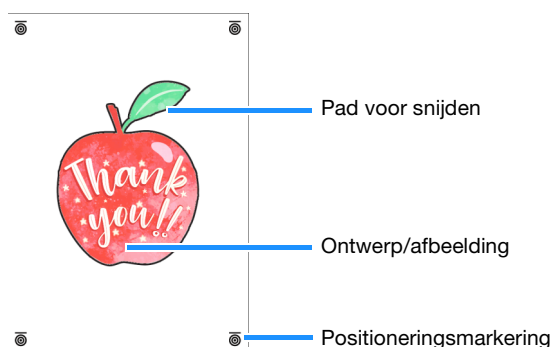 Pad voor snijden
Thank
you!!
Ontwerp/afbeelding
Positioneringsmarkering